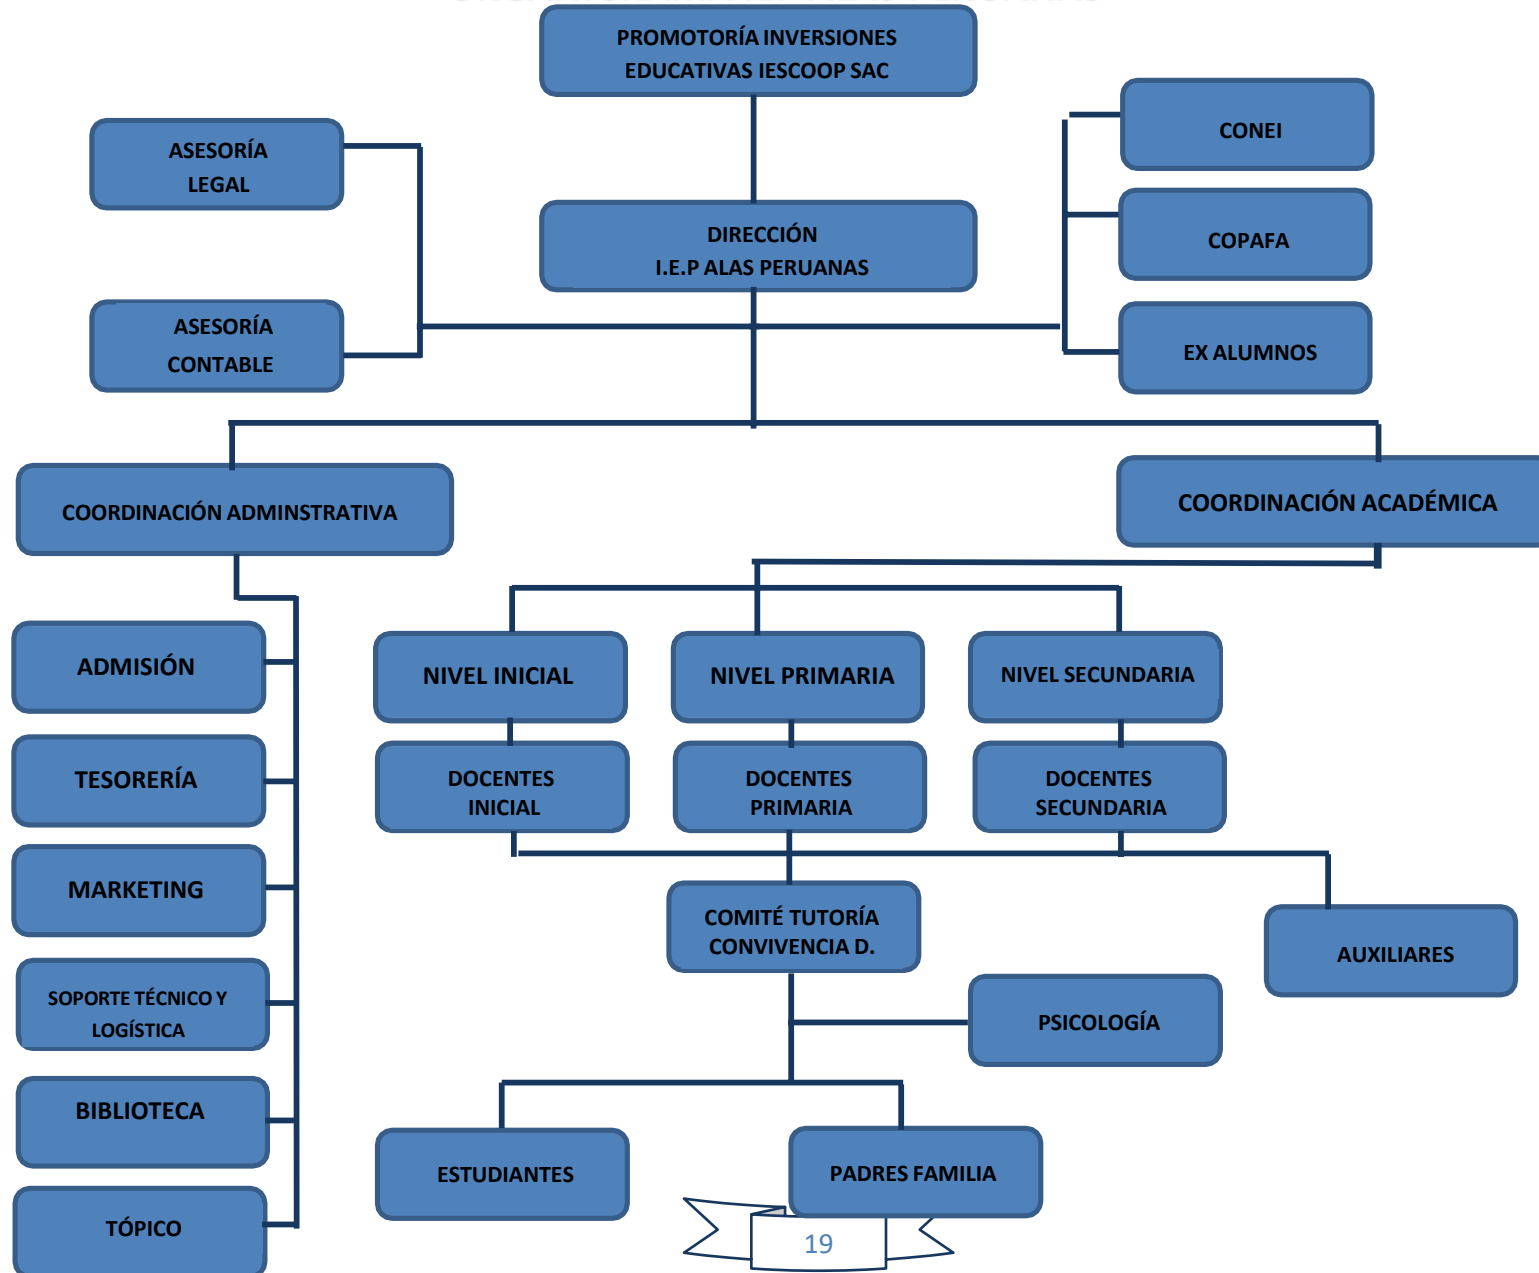 PROMOTORÍA INVERSIONES
EDUCATIVAS IESCOOP SAC
CONEI
ASESORÍA
LEGAL
DIRECCIÓN
I.E.P ALAS PERUANAS
COPAFA
ASESORÍA
CONTABLE
EX ALUMNOS
COORDINACIÓN ADMINSTRATIVA
COORDINACIÓN ACADÉMICA
ADMISIÓN
NIVEL INICIAL
NIVEL PRIMARIA
NIVEL SECUNDARIA
TESORERÍA
DOCENTES
INICIAL
DOCENTES
PRIMARIA
DOCENTES
SECUNDARIA
MARKETING
COMITÉ TUTORÍA
CONVIVENCIA D.
AUXILIARES
SOPORTE TÉCNICO Y
LOGÍSTICA
PSICOLOGÍA
BIBLIOTECA
ESTUDIANTES
PADRES FAMILIA
TÓPICO
19